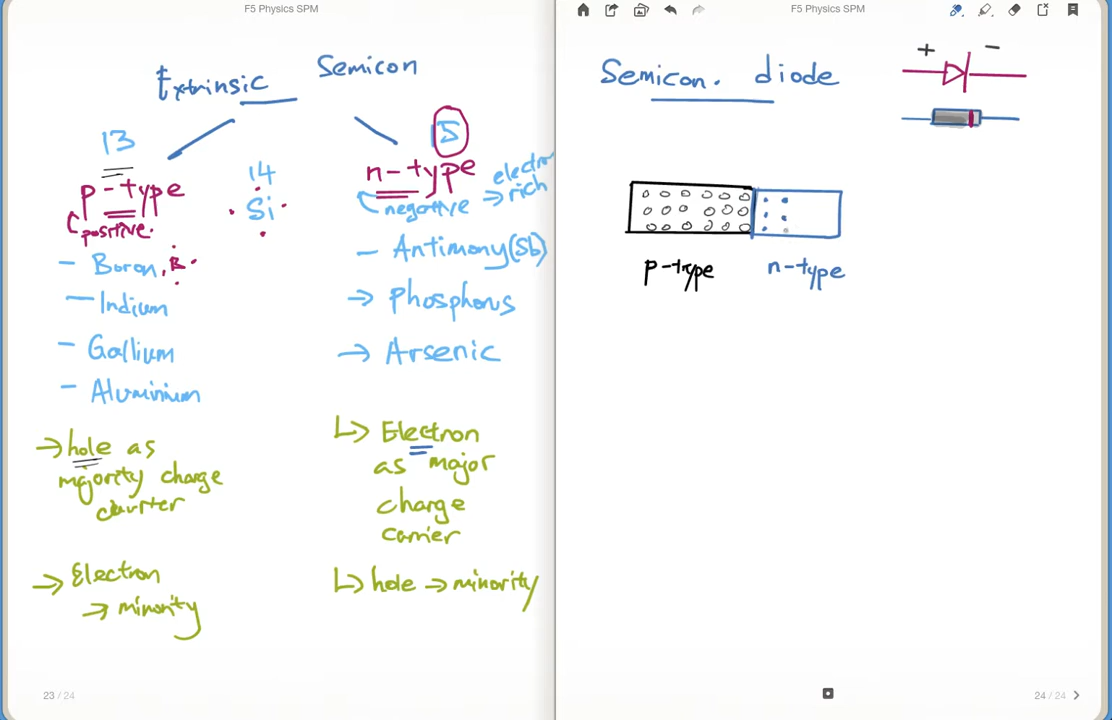 F5 Physics SPM
Extrinsic Semicon
13
p-type
positive.
- Boron, B
- Indium
- Gallium
- Aluminium
→ hole as
majority charge
carrier
→ Electron
→ minority
14
Si
15
n-type
negative → electron
rich
- Antimony (Sb)
→ Phosphorus
→ Arsenic
↳ Electron
as major
charge
carrier
↳ hole → minority
23 / 24
F5 Physics SPM
Semicon. diode
+ −
p-type n-type
24 / 24